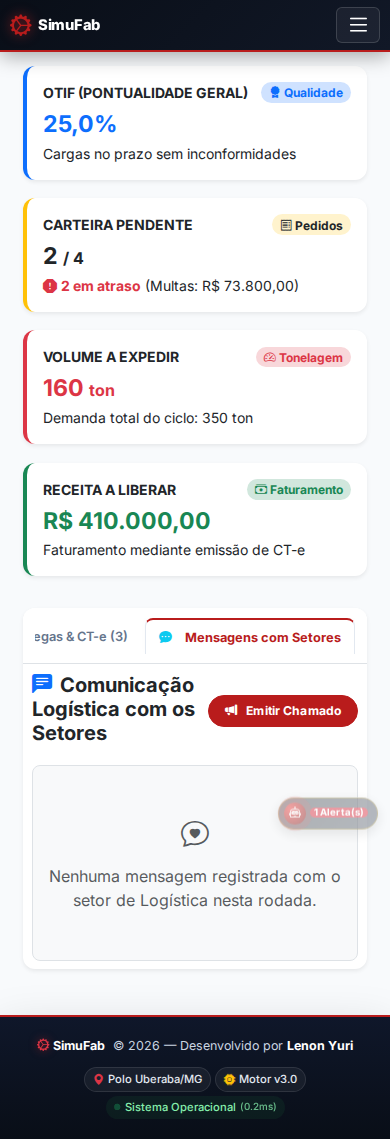 SimuFab
OTIF (PONTUALIDADE GERAL)
Qualidade
25,0%
Cargas no prazo sem inconformidades
CARTEIRA PENDENTE
Pedidos
2 / 4
2 em atraso (Multas: R$ 73.800,00)
VOLUME A EXPEDIR
Tonelagem
160 ton
Demanda total do ciclo: 350 ton
RECEITA A LIBERAR
Faturamento
R$ 410.000,00
Faturamento mediante emissão de CT-e
egas & CT-e (3)
Mensagens com Setores
Comunicação
Logística com os
Setores
Emitir Chamado
1 Alerta(s)
Nenhuma mensagem registrada com o
setor de Logística nesta rodada.
SimuFab © 2026 — Desenvolvido por Lenon Yuri
Polo Uberaba/MG
Motor v3.0
Sistema Operacional (0.2ms)